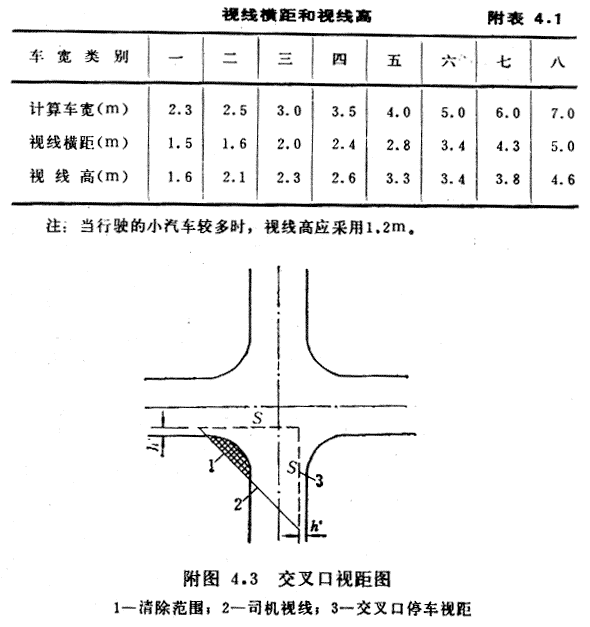 视线横距和视线高 附表 4.1
车宽类别 一 二 三 四 五 六 七 八
计算车宽(m) 2.3 2.5 3.0 3.5 4.0 5.0 6.0 7.0
视线横距(m) 1.5 1.6 2.0 2.4 2.8 3.4 4.3 5.0
视线高(m) 1.6 2.1 2.3 2.6 3.3 3.4 3.8 4.6
注：当行驶的小汽车较多时，视线高应采用1.2m。
S
h
1
S 3
2
h'
附图 4.3 交叉口视距图
1—清除范围；2—司机视线；3—交叉口停车视距